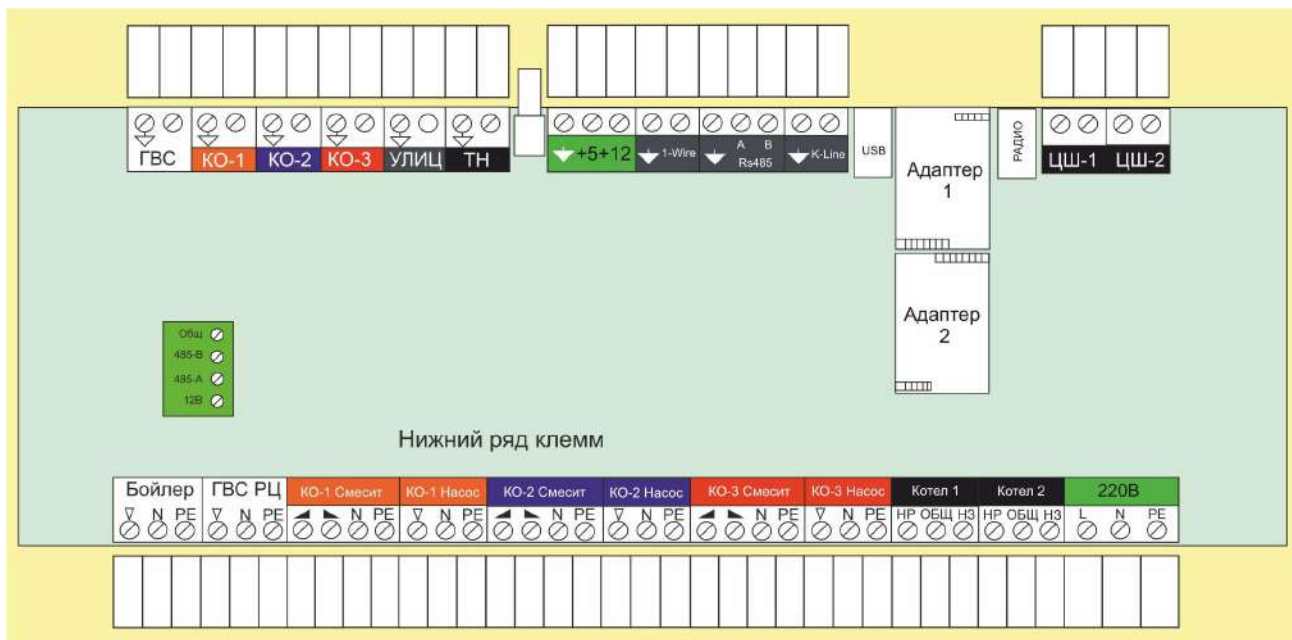 ГВС КО-1 КО-2 КО-3 УЛИЦ ТН
+5+12 1-Wire A B Rs485 K-Line
USB
Адаптер
1
РАДИО
ЦШ-1 ЦШ-2
Адаптер
2
Общ
485-B
485-A
12В
Нижний ряд клемм
Бойлер ГВС РЦ КО-1 Смесит КО-1 Насос КО-2 Смесит КО-2 Насос КО-3 Смесит КО-3 Насос Котел 1 Котел 2 220В
N PE N PE N PE N PE N PE N PE N PE N PE НР ОБЩ НЗ НР ОБЩ НЗ L N PE